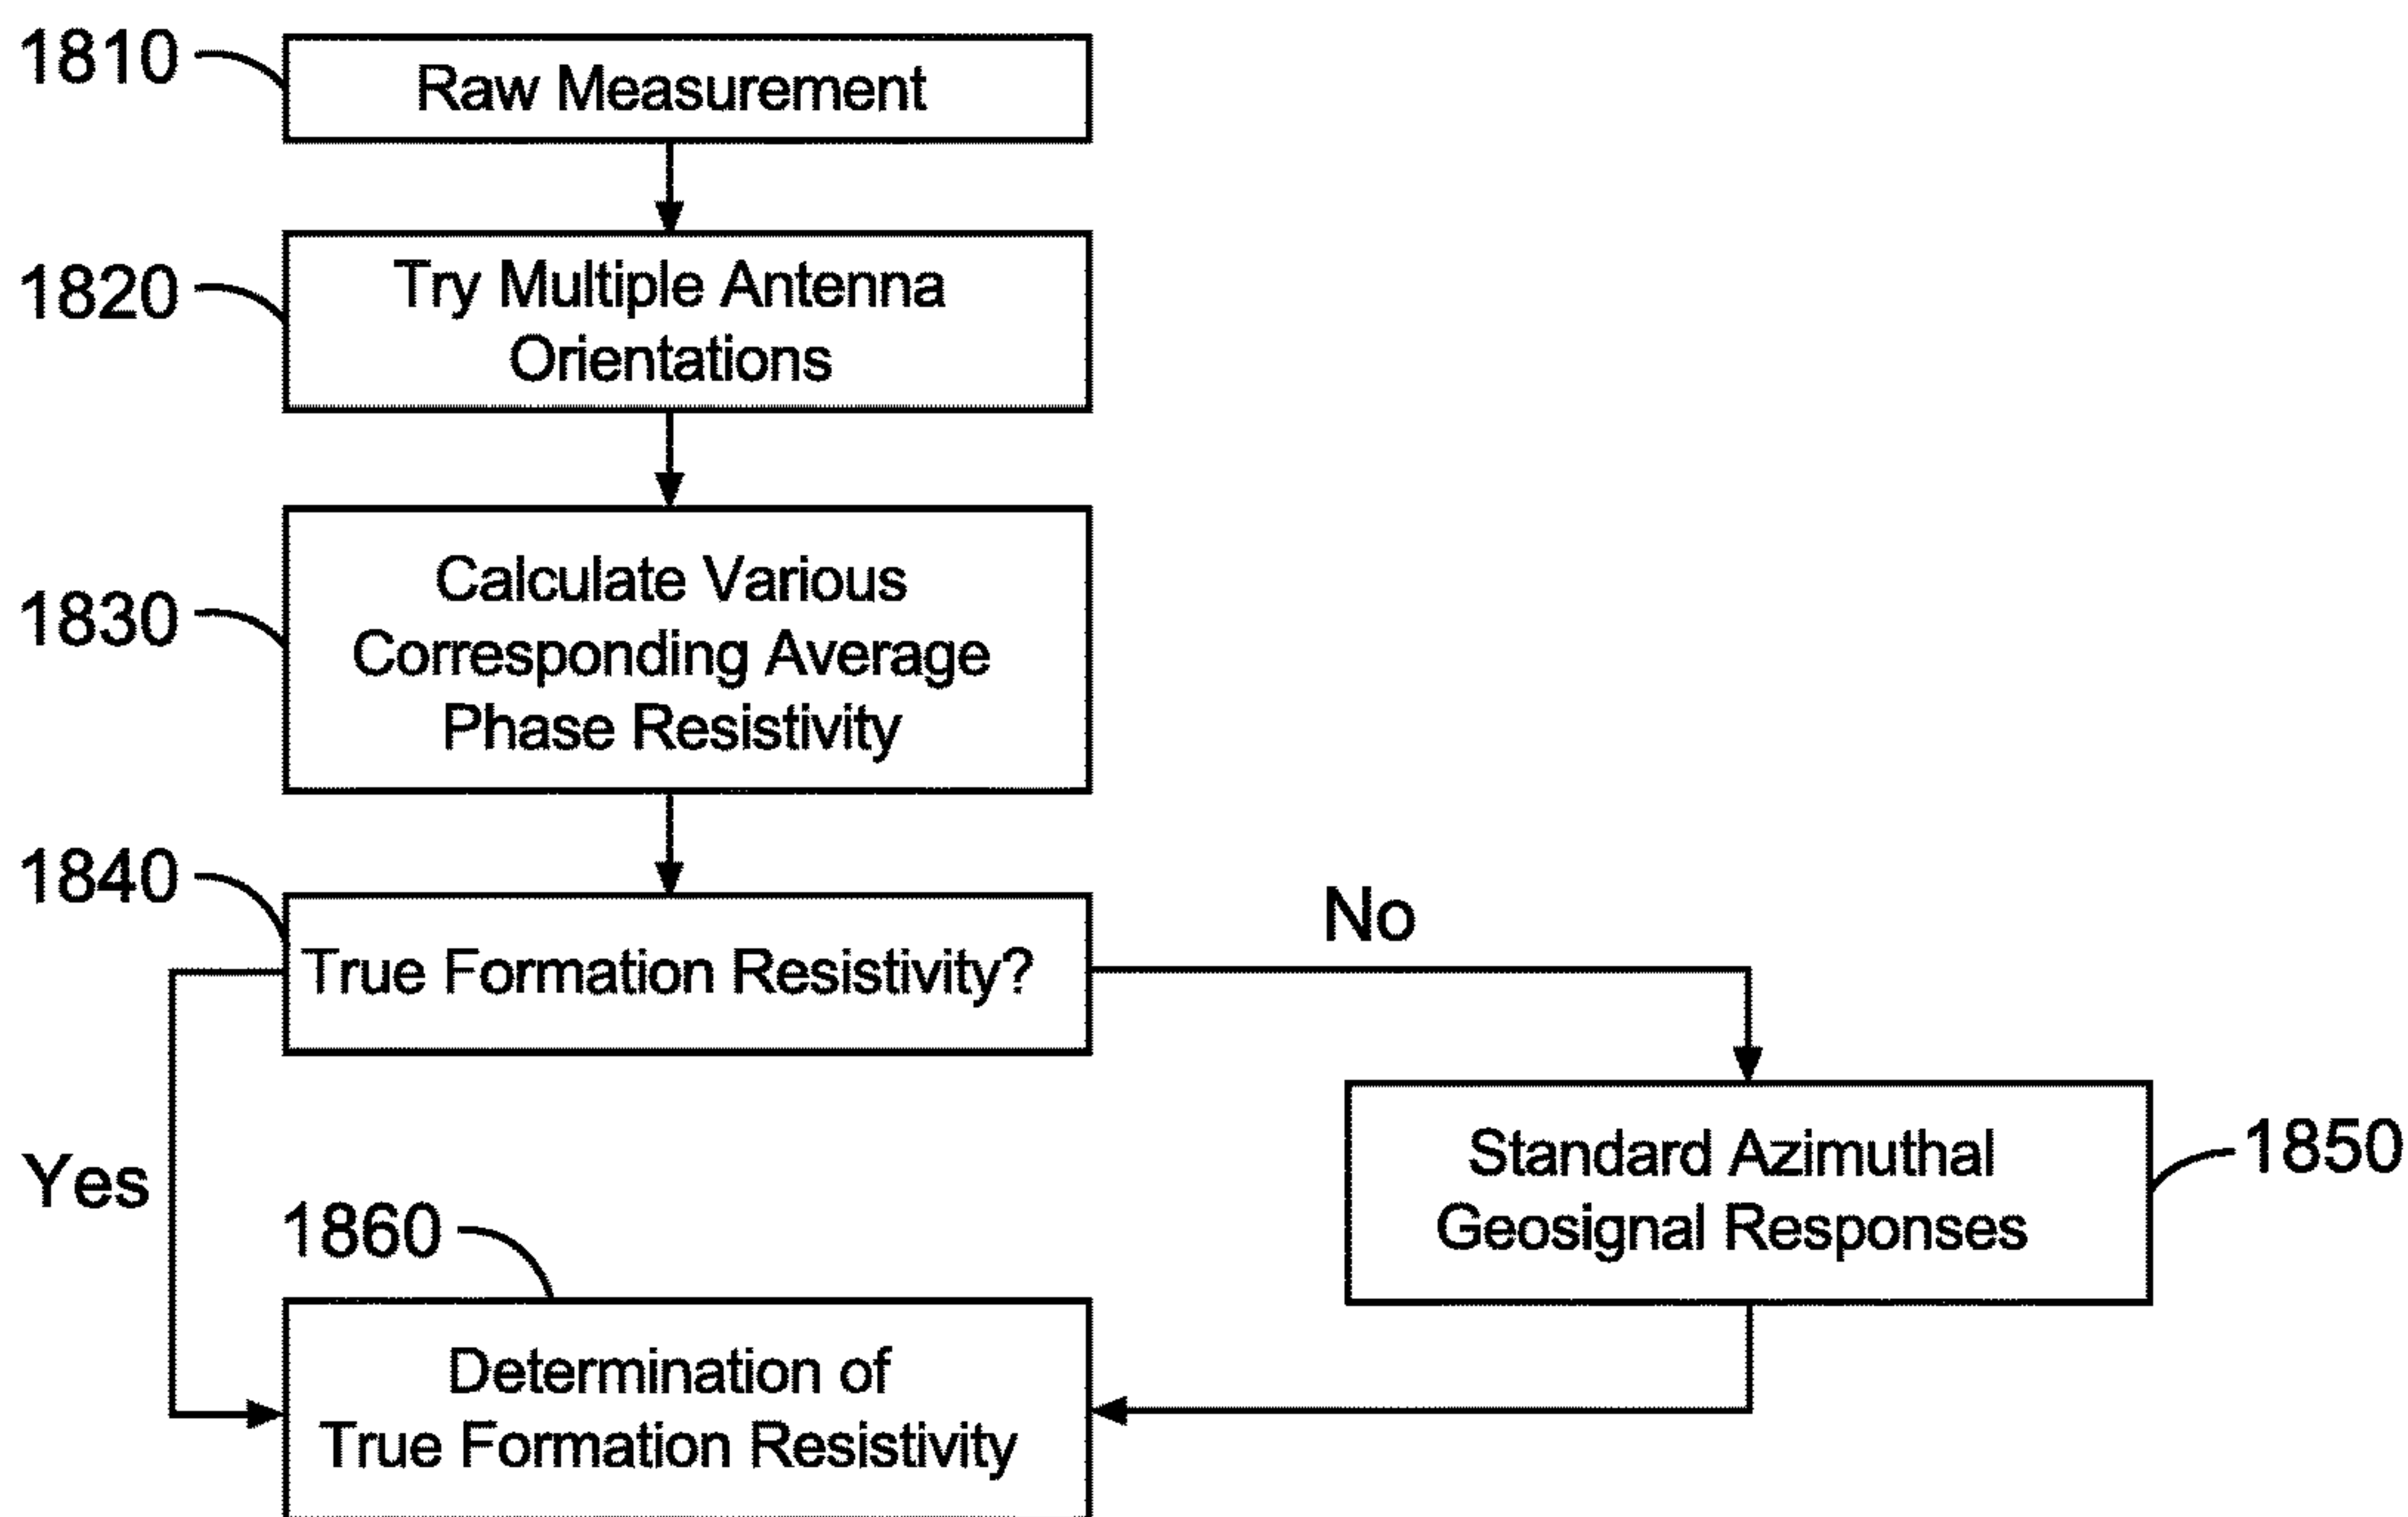 1810
Raw Measurement
1820
Try Multiple Antenna
Orientations
1830
Calculate Various
Corresponding Average
Phase Resistivity
1840
True Formation Resistivity?
No
Yes
Standard Azimuthal
Geosignal Responses
1850
1860
Determination of
True Formation Resistivity